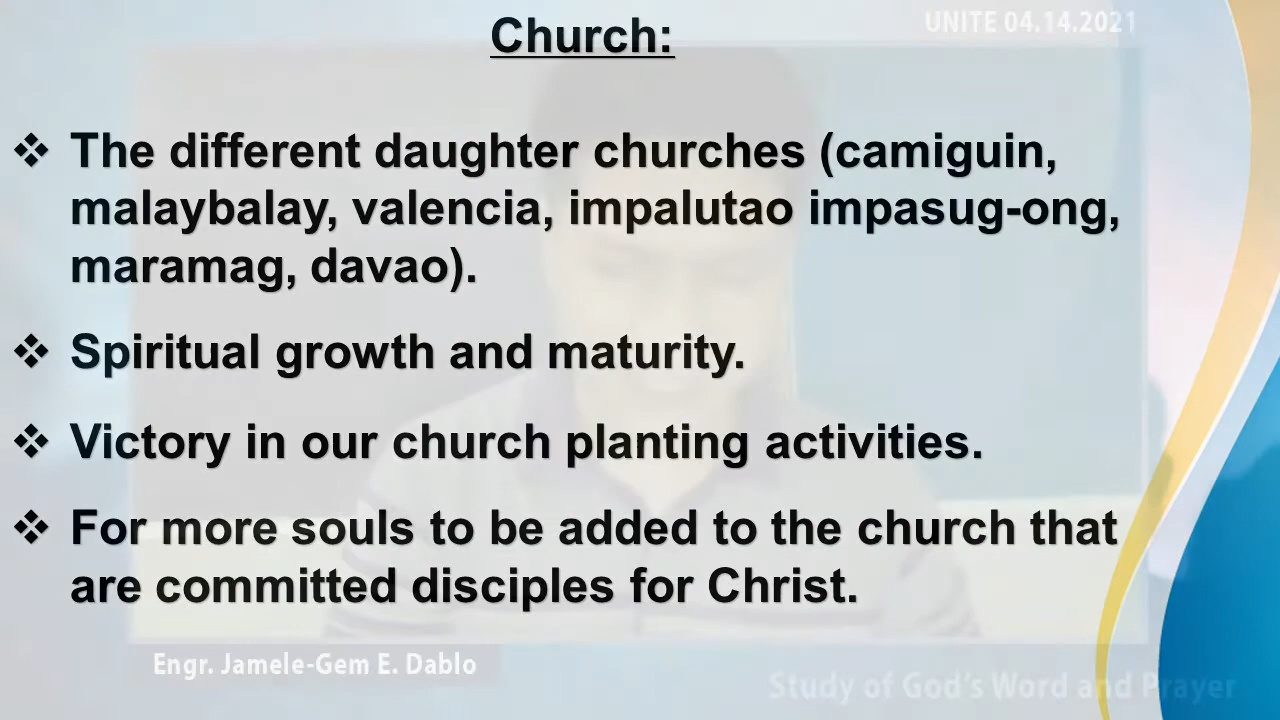 UNITE 04.14.2021
Church:
❖ The different daughter churches (camiguin,
malaybalay, valencia, impalutao impasug-ong,
maramag, davao).
❖ Spiritual growth and maturity.
❖ Victory in our church planting activities.
❖ For more souls to be added to the church that
are committed disciples for Christ.
Engr. Jamele-Gem E. Dablo
Study of God's Word and Prayer